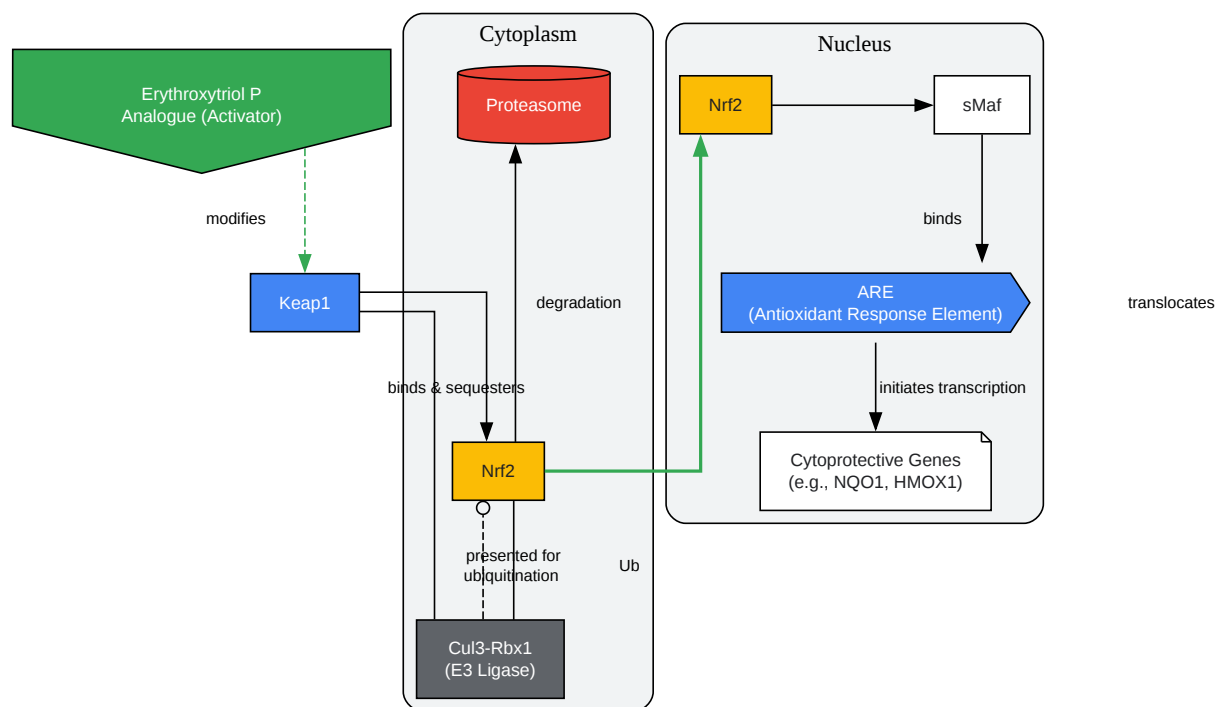 Cytoplasm
Nucleus
Erythroxytriol P
Analogue (Activator)
Proteasome
Nrf2
sMaf
modifies
binds
Keap1
degradation
ARE
(Antioxidant Response Element)
translocates
binds & sequesters
initiates transcription
Nrf2
Cytoprotective Genes
(e.g., NQO1, HMOX1)
presented for
ubiquitination
Ub
Cul3-Rbx1
(E3 Ligase)